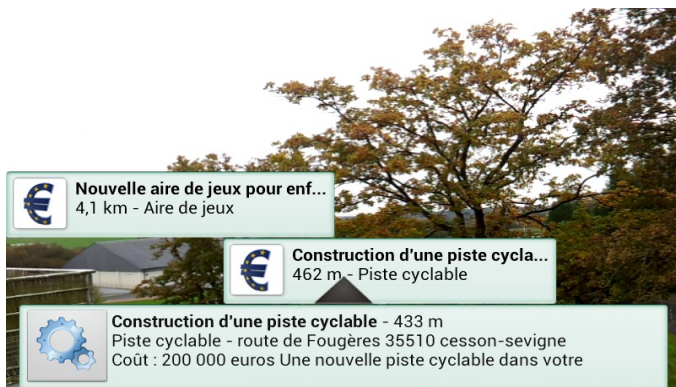 Nouvelle aire de jeux pour enf...
4,1 km - Aire de jeux
Construction d'une piste cycla...
462 m - Piste cyclable
Construction d'une piste cyclable - 433 m
Piste cyclable - route de Fougères 35510 cesson-sevigne
Coût : 200 000 euros Une nouvelle piste cyclable dans votre